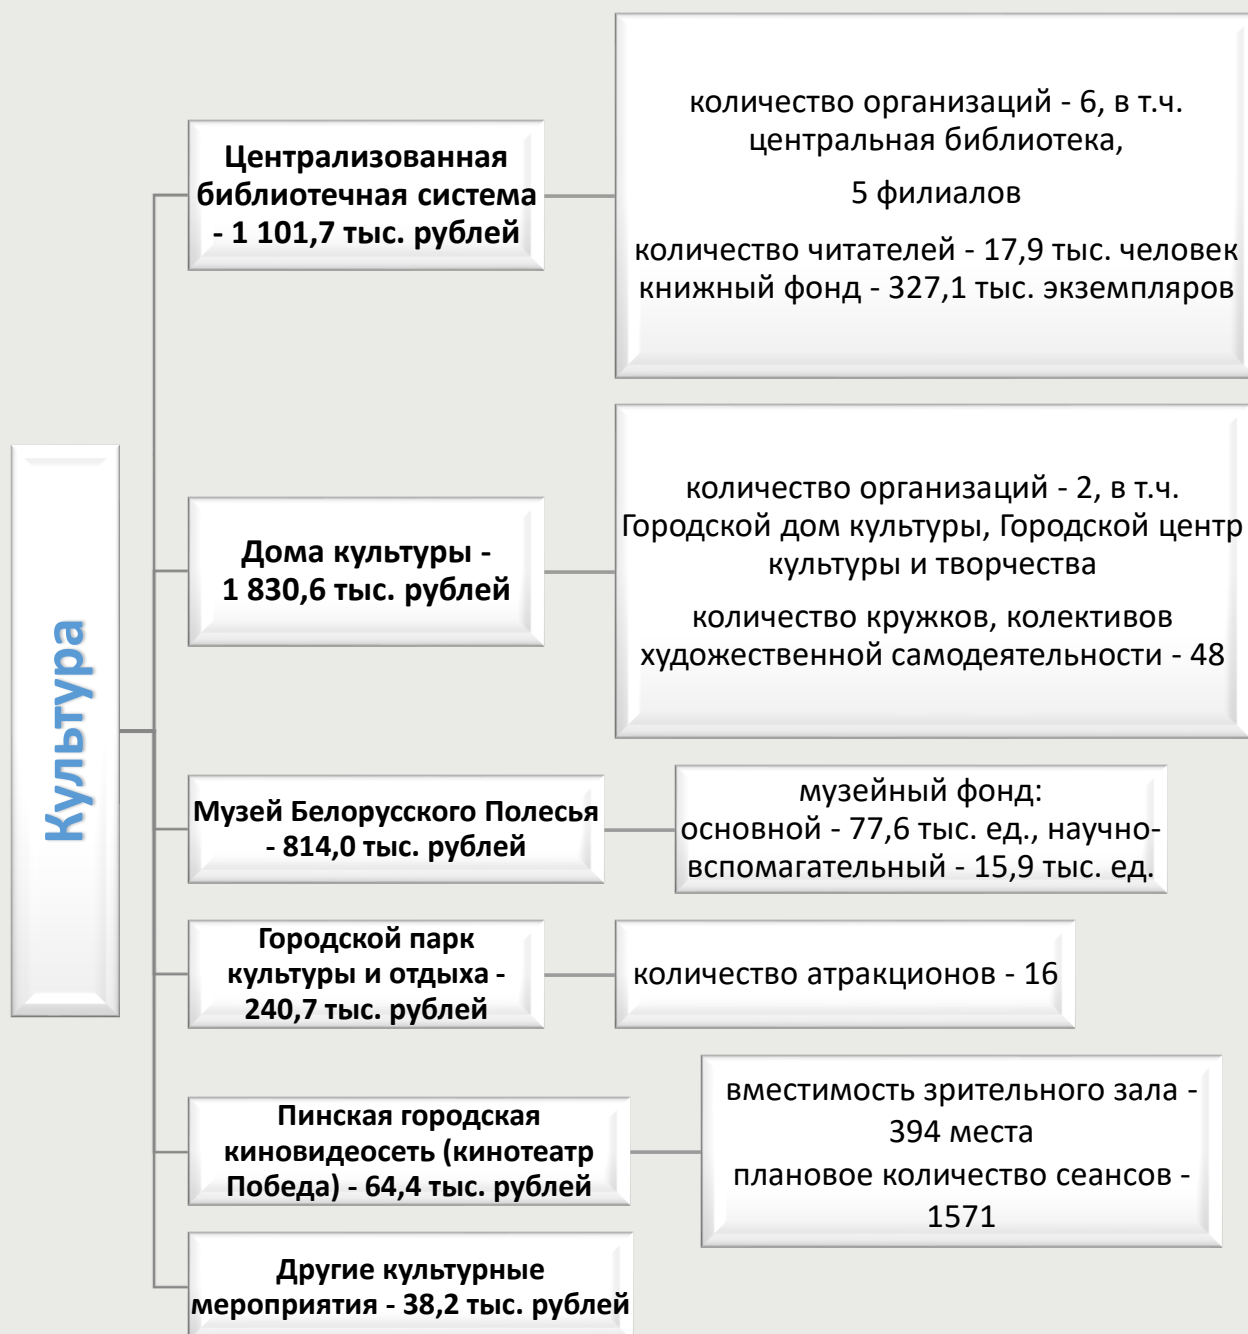 Культура
Централизованная
библиотечная система
- 1 101,7 тыс. рублей
количество организаций - 6, в т.ч.
центральная библиотека,
5 филиалов
количество читателей - 17,9 тыс. человек
книжный фонд - 327,1 тыс. экземпляров
Дома культуры -
1 830,6 тыс. рублей
количество организаций - 2, в т.ч.
Городской дом культуры, Городской центр
культуры и творчества
количество кружков, колективов
художественной самодеятельности - 48
Музей Белорусского Полесья
- 814,0 тыс. рублей
музейный фонд:
основной - 77,6 тыс. ед., научно-
вспомагательный - 15,9 тыс. ед.
Городской парк
культуры и отдыха -
240,7 тыс. рублей
количество атракционов - 16
Пинская городская
киновидеосеть (кинотеатр
Победа) - 64,4 тыс. рублей
вместимость зрительного зала -
394 места
плановое количество сеансов -
1571
Другие культурные
мероприятия - 38,2 тыс. рублей